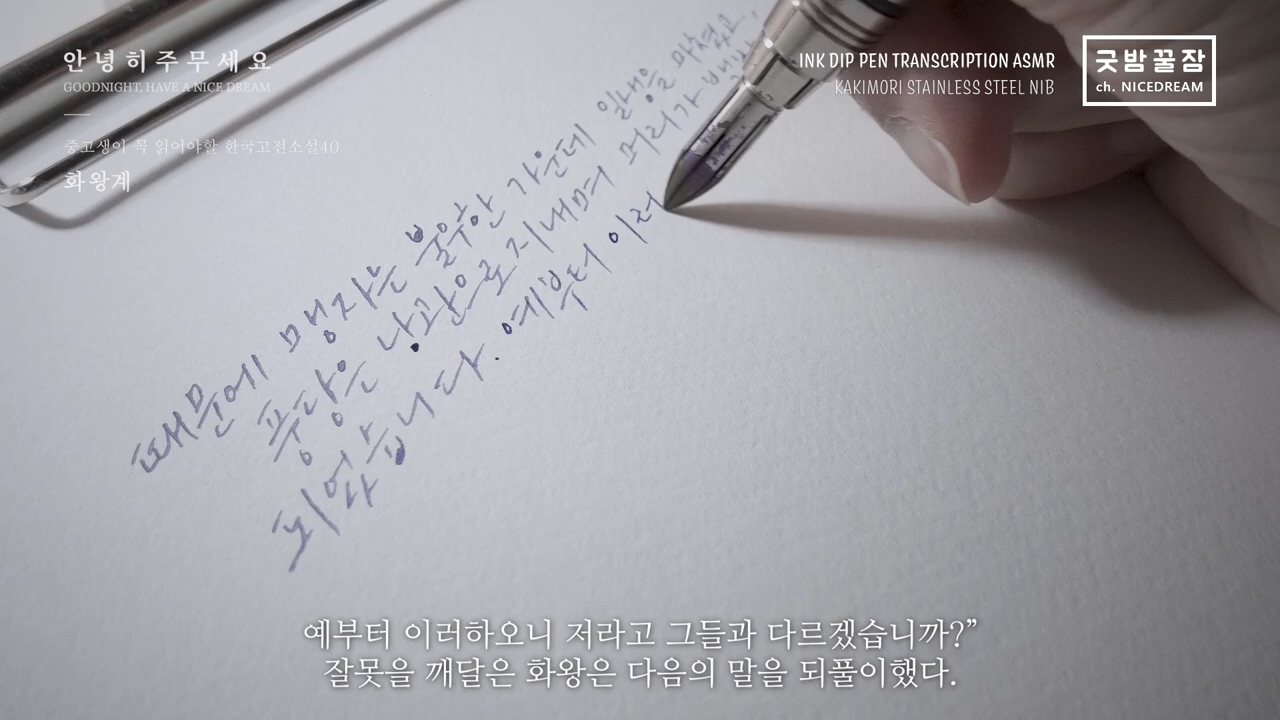 안녕히주무세요
GOODNIGHT, HAVE A NICE DREAM
중고생이 꼭 읽어야할 한국고전소설40
화왕계
INK DIP PEN TRANSCRIPTION ASMR
KAKIMORI STAINLESS STEEL NIB
굿밤꿀잠
ch. NICEDREAM
때문에 맹자는 불우한 가운데 일생을 마쳤고,
풍당은 낭관으로 지내며 머리가 백발
되었습니다. 예부터 이러
예부터 이러하오니 저라고 그들과 다르겠습니까?”
잘못을 깨달은 화왕은 다음의 말을 되풀이했다.